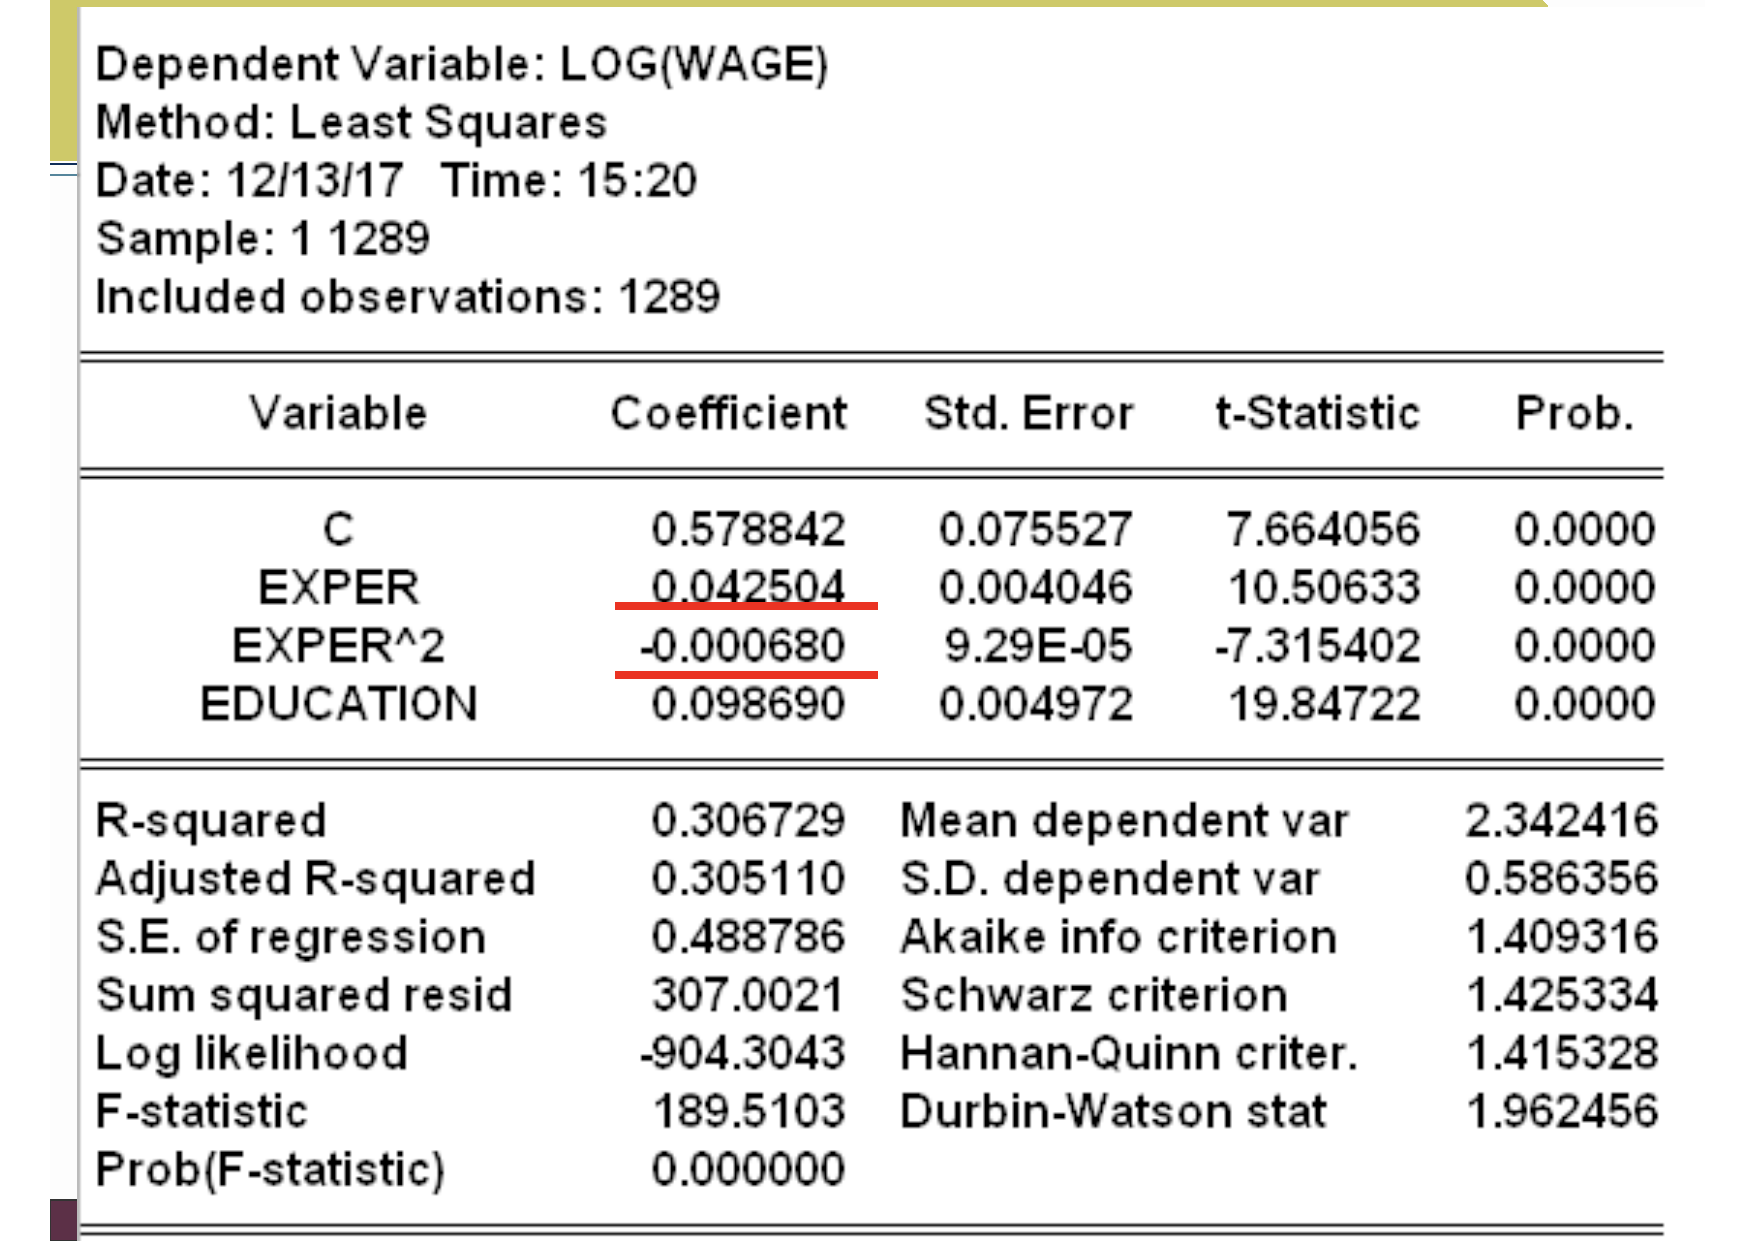 Dependent Variable: LOG(WAGE)
Method: Least Squares
Date: 12/13/17 Time: 15:20
Sample: 1 1289
Included observations: 1289
Variable Coefficient Std. Error t-Statistic Prob.
C 0.578842 0.075527 7.664056 0.0000
EXPER 0.042504 0.004046 10.50633 0.0000
EXPER^2 -0.000680 9.29E-05 -7.315402 0.0000
EDUCATION 0.098690 0.004972 19.84722 0.0000
R-squared 0.306729 Mean dependent var 2.342416
Adjusted R-squared 0.305110 S.D. dependent var 0.586356
S.E. of regression 0.488786 Akaike info criterion 1.409316
Sum squared resid 307.0021 Schwarz criterion 1.425334
Log likelihood -904.3043 Hannan-Quinn criter. 1.415328
F-statistic 189.5103 Durbin-Watson stat 1.962456
Prob(F-statistic) 0.000000